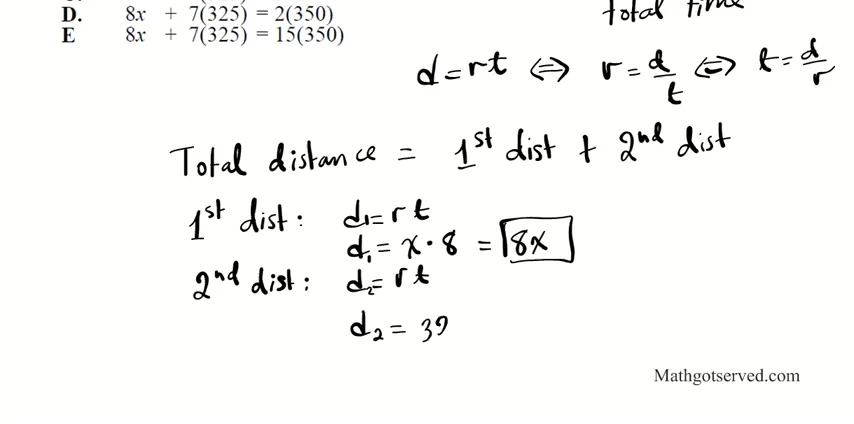 D. 8x + 7(325) = 2(350)
E 8x + 7(325) = 15(350)
total time
d = rt ⇔ r = d/t ⇔ t = d/r
Total distance = 1st dist + 2nd dist
1st dist: d₁ = rt
d₁ = x · 8 = 8x
2nd dist: d₂ = rt
d₂ = 39
Mathgotserved.com